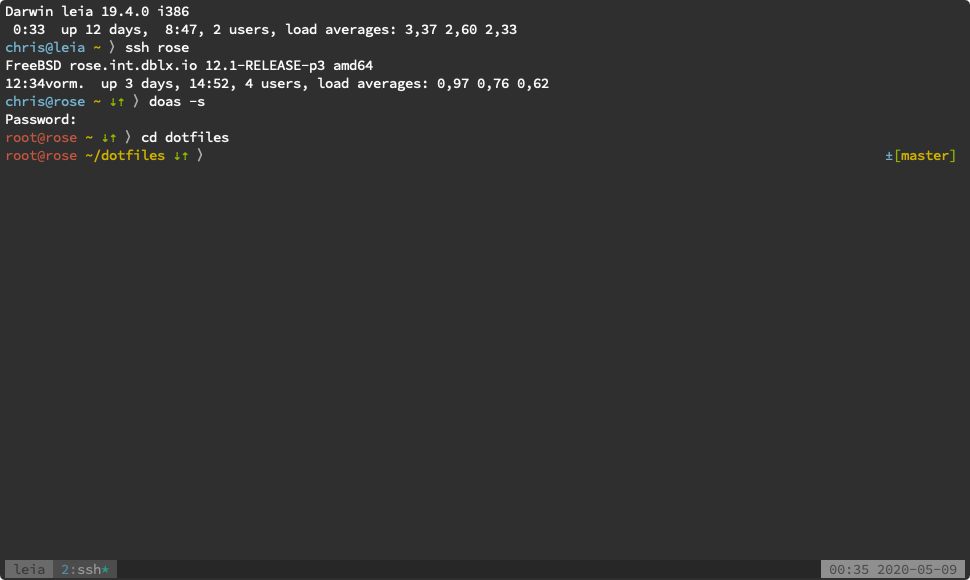 Darwin leia 19.4.0 i386
 0:33  up 12 days,  8:47, 2 users, load averages: 3,37 2,60 2,33
chris@leia ~ ⟩ ssh rose
FreeBSD rose.int.dblx.io 12.1-RELEASE-p3 amd64
12:34vorm.  up 3 days, 14:52, 4 users, load averages: 0,97 0,76 0,62
chris@rose ~ ↓↑ ⟩ doas -s
Password:
root@rose ~ ↓↑ ⟩ cd dotfiles
root@rose ~/dotfiles ↓↑ ⟩ ±[master]
leia 2:ssh* 00:35 2020-05-09